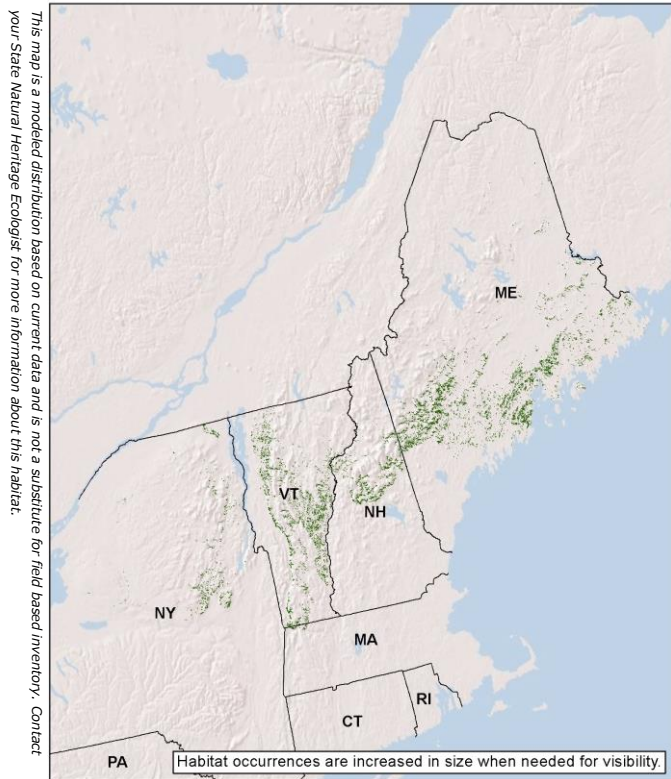 This map is a modeled distribution based on current data and is not a substitute for field based inventory. Contact
your State Natural Heritage Ecologist for more information about this habitat.
ME
VT
NH
NY
MA
RI
CT
PA
Habitat occurrences are increased in size when needed for visibility.